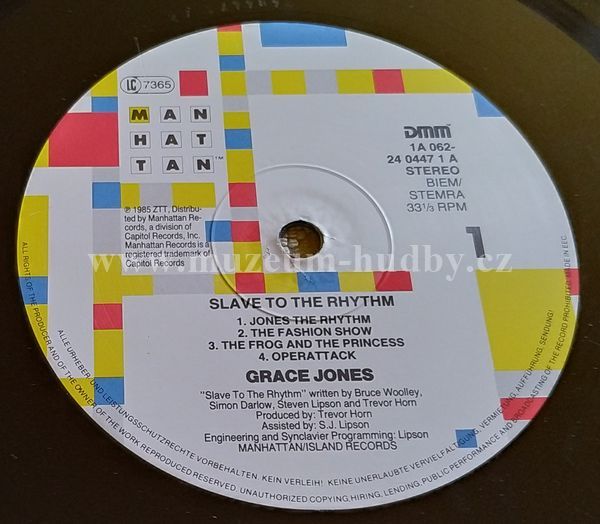 LC 7365
MAN
HAT
TAN™
DMM
1A 062-
24 0447 1 A
STEREO
BIEM/
STEMRA
33 1/3 RPM
1
℗ 1985 ZTT, Distributed
by Manhattan Re-
cords, a division of
Capitol Records, Inc.
Manhattan Records is a
registered trademark of
Capitol Records
www.muzeum-hudby.cz
SLAVE TO THE RHYTHM
1. JONES THE RHYTHM
2. THE FASHION SHOW
3. THE FROG AND THE PRINCESS
4. OPERATTACK
GRACE JONES
"Slave To The Rhythm" written by Bruce Woolley,
Simon Darlow, Steven Lipson and Trevor Horn
Produced by: Trevor Horn
Assisted by: S.J. Lipson
Engineering and Synclavier Programming: Lipson
MANHATTAN/ISLAND RECORDS
ALLE URHEBER- UND LEISTUNGSSCHUTZRECHTE VORBEHALTEN. KEIN VERLEIH! KEINE UNERLAUBTE VERVIELFÄLTIGUNG, VERMIETUNG, AUFFÜHRUNG, SENDUNG!
ALL RIGHTS OF THE PRODUCER AND OF THE OWNER OF THE WORK REPRODUCED RESERVED. UNAUTHORIZED COPYING, HIRING, LENDING, PUBLIC PERFORMANCE AND BROADCASTING OF THE RECORD PROHIBITED. MADE IN EEC.